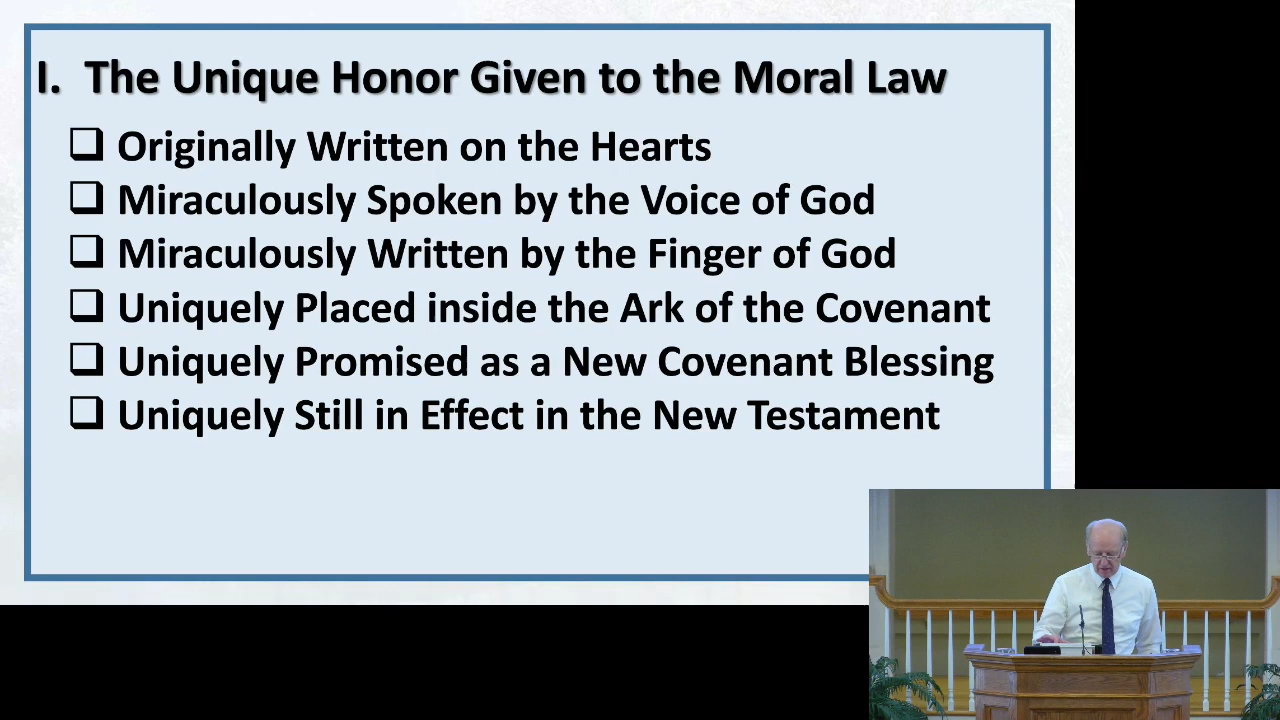 I. The Unique Honor Given to the Moral Law
❑ Originally Written on the Hearts
❑ Miraculously Spoken by the Voice of God
❑ Miraculously Written by the Finger of God
❑ Uniquely Placed inside the Ark of the Covenant
❑ Uniquely Promised as a New Covenant Blessing
❑ Uniquely Still in Effect in the New Testament